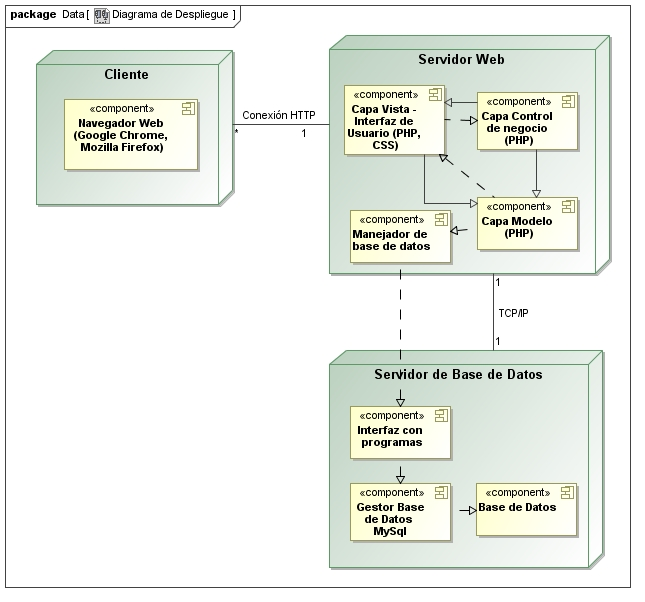 package Data [ Diagrama de Despliegue ]
Cliente
«component»
Navegador Web
(Google Chrome,
Mozilla Firefox)
Conexión HTTP
*
1
Servidor Web
«component»
Capa Vista -
Interfaz de
Usuario (PHP,
CSS)
«component»
Capa Control
de negocio
(PHP)
«component»
Capa Modelo
(PHP)
«component»
Manejador de
base de datos
1
TCP/IP
1
Servidor de Base de Datos
«component»
Interfaz con
programas
«component»
Gestor Base
de Datos
MySql
«component»
Base de Datos